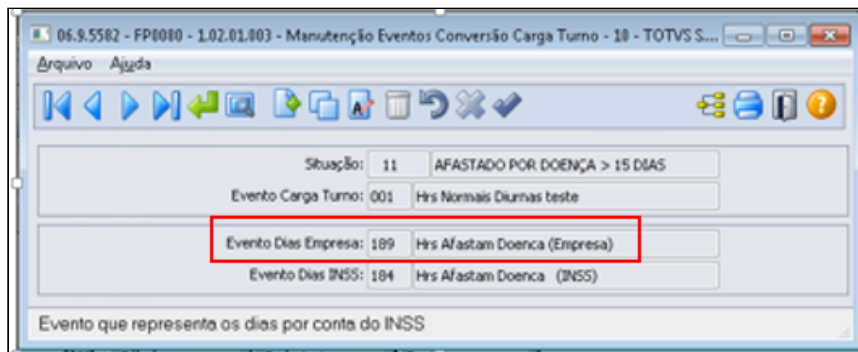 06.9.5582 - FP0080 - 1.02.01.003 - Manutenção Eventos Conversão Carga Turno - 10 - TOTVS S....
Arquivo Ajuda
Situação: 11 AFASTADO POR DOENÇA > 15 DIAS
Evento Carga Turno: 001 Hrs Normais Diurnas teste
Evento Dias Empresa: 189 Hrs Afastam Doenca (Empresa)
Evento Dias INSS: 184 Hrs Afastam Doenca (INSS)
Evento que representa os dias por conta do INSS